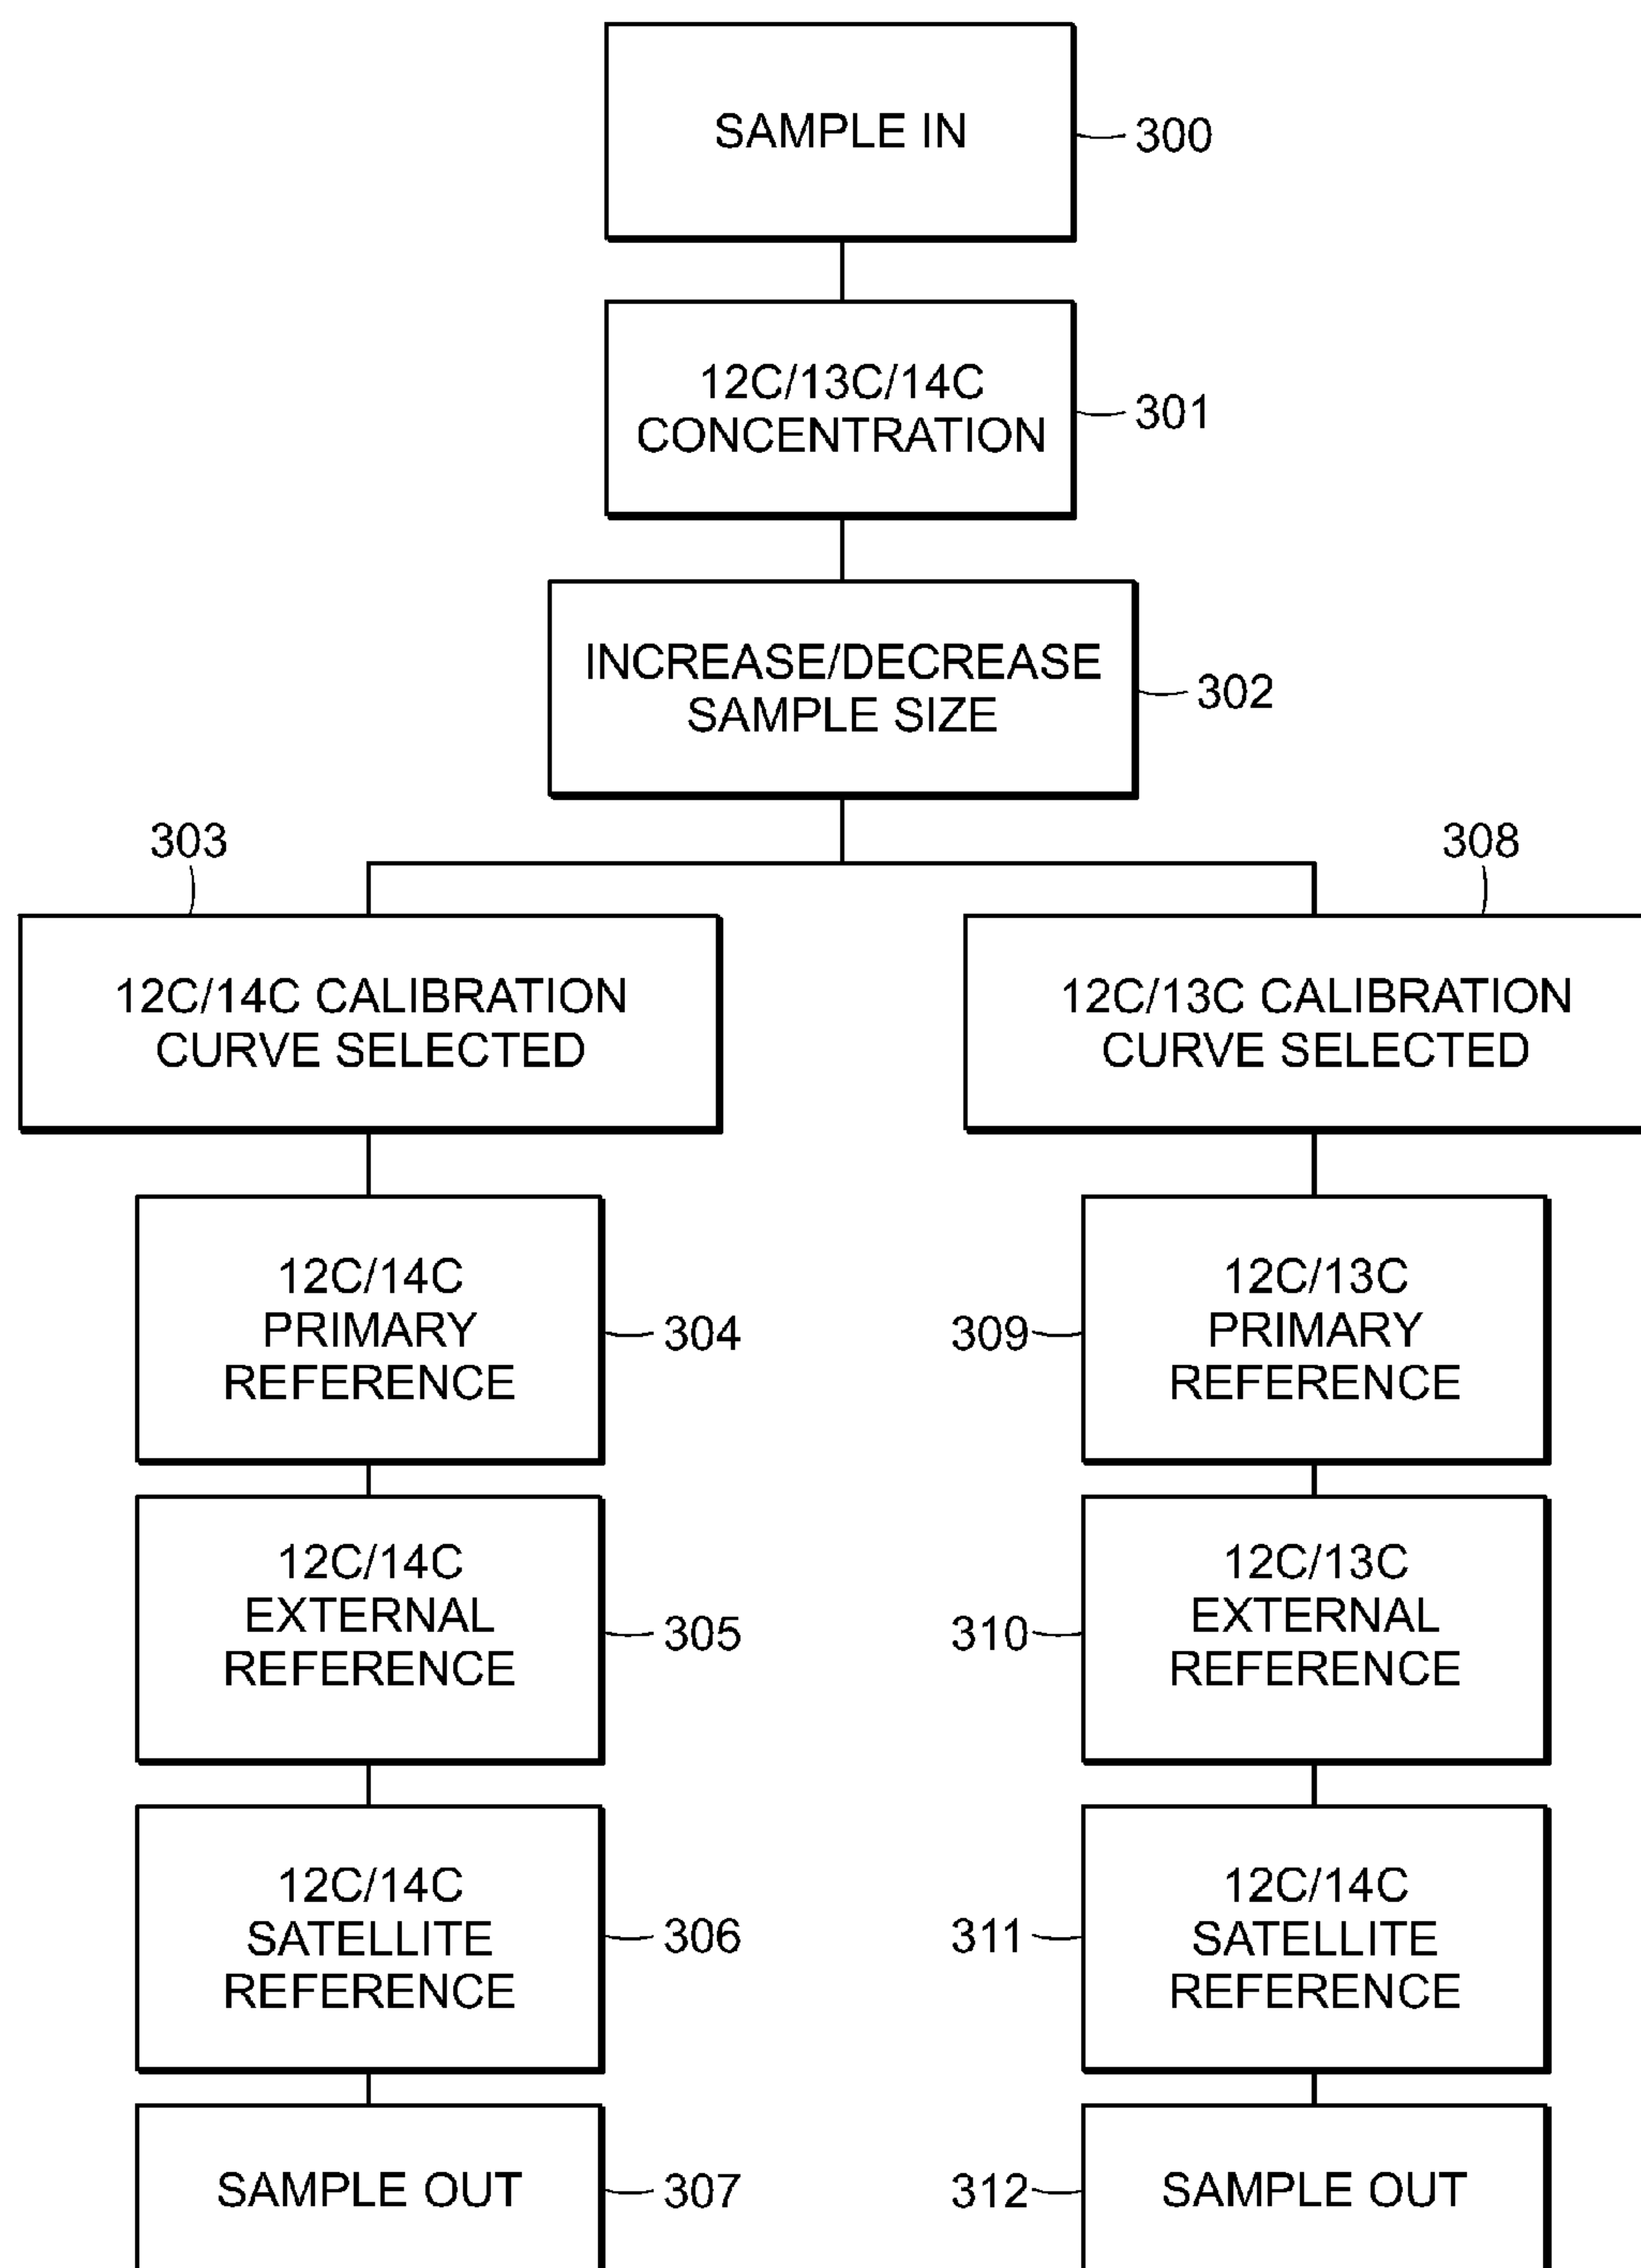 SAMPLE IN
300
12C/13C/14C
CONCENTRATION
301
INCREASE/DECREASE
SAMPLE SIZE
302
303
12C/14C CALIBRATION
CURVE SELECTED
12C/14C
PRIMARY
REFERENCE
304
12C/14C
EXTERNAL
REFERENCE
305
12C/14C
SATELLITE
REFERENCE
306
SAMPLE OUT
307
308
12C/13C CALIBRATION
CURVE SELECTED
309
12C/13C
PRIMARY
REFERENCE
310
12C/13C
EXTERNAL
REFERENCE
311
12C/14C
SATELLITE
REFERENCE
312
SAMPLE OUT